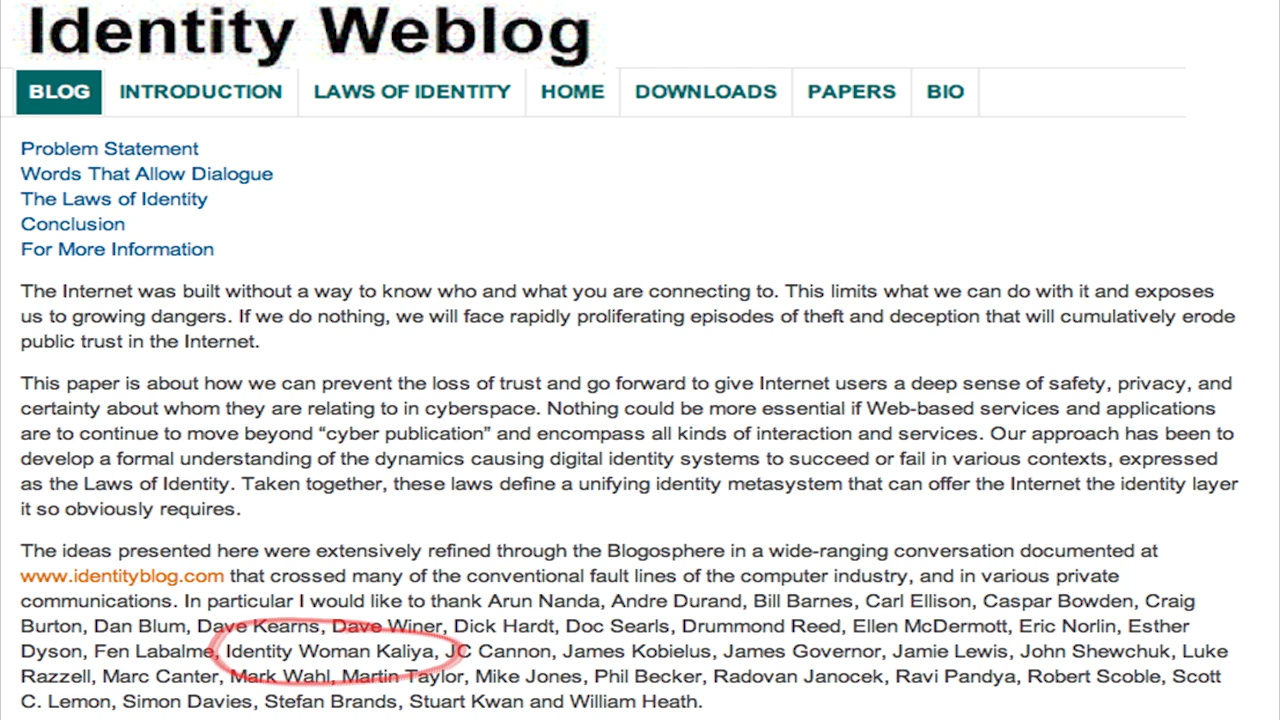 Identity Weblog
BLOG INTRODUCTION LAWS OF IDENTITY HOME DOWNLOADS PAPERS BIO
Problem Statement
Words That Allow Dialogue
The Laws of Identity
Conclusion
For More Information
The Internet was built without a way to know who and what you are connecting to. This limits what we can do with it and exposes
us to growing dangers. If we do nothing, we will face rapidly proliferating episodes of theft and deception that will cumulatively erode
public trust in the Internet.
This paper is about how we can prevent the loss of trust and go forward to give Internet users a deep sense of safety, privacy, and
certainty about whom they are relating to in cyberspace. Nothing could be more essential if Web-based services and applications
are to continue to move beyond “cyber publication” and encompass all kinds of interaction and services. Our approach has been to
develop a formal understanding of the dynamics causing digital identity systems to succeed or fail in various contexts, expressed
as the Laws of Identity. Taken together, these laws define a unifying identity metasystem that can offer the Internet the identity layer
it so obviously requires.
The ideas presented here were extensively refined through the Blogosphere in a wide-ranging conversation documented at
www.identityblog.com that crossed many of the conventional fault lines of the computer industry, and in various private
communications. In particular I would like to thank Arun Nanda, Andre Durand, Bill Barnes, Carl Ellison, Caspar Bowden, Craig
Burton, Dan Blum, Dave Kearns, Dave Winer, Dick Hardt, Doc Searls, Drummond Reed, Ellen McDermott, Eric Norlin, Esther
Dyson, Fen Labalme, Identity Woman Kaliya, JC Cannon, James Kobielus, James Governor, Jamie Lewis, John Shewchuk, Luke
Razzell, Marc Canter, Mark Wahl, Martin Taylor, Mike Jones, Phil Becker, Radovan Janocek, Ravi Pandya, Robert Scoble, Scott
C. Lemon, Simon Davies, Stefan Brands, Stuart Kwan and William Heath.